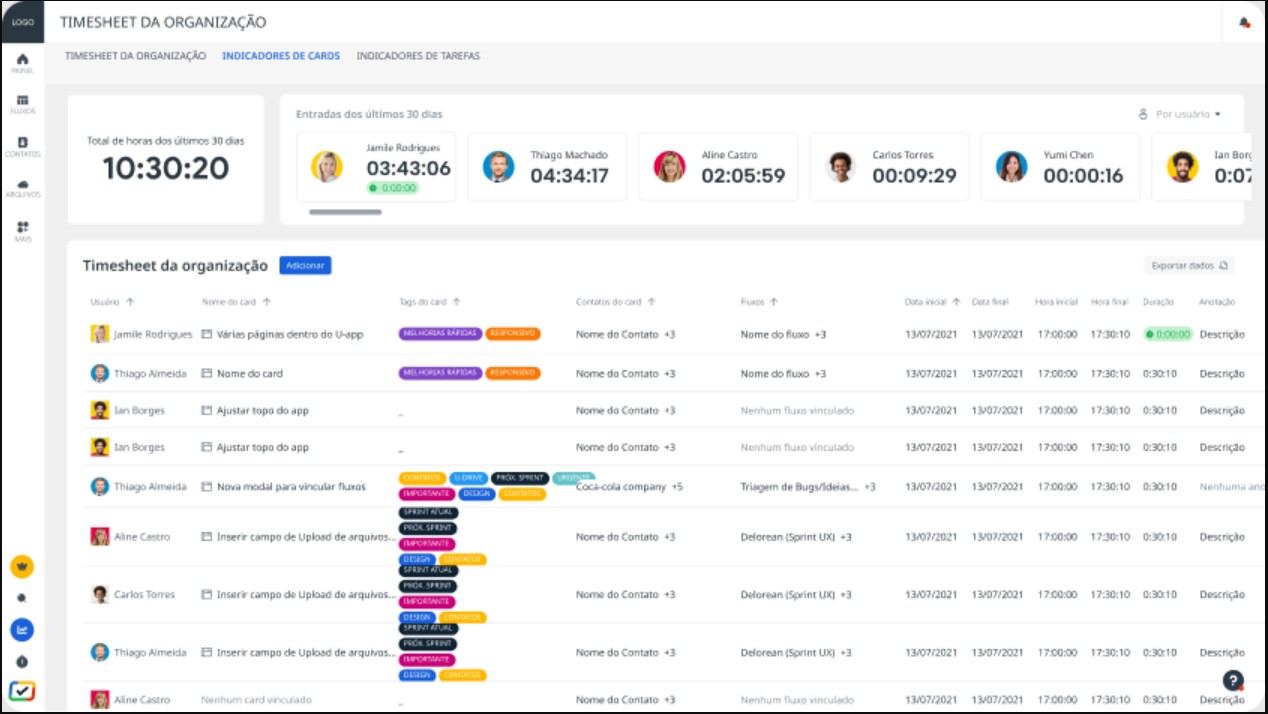 LOGO
TIMESHEET DA ORGANIZAÇÃO
TIMESHEET DA ORGANIZAÇÃO INDICADORES DE CARDS INDICADORES DE TAREFAS
PAINEL
FLUXOS
CONTATOS
ARQUIVOS
MAIS
Total de horas dos últimos 30 dias
10:30:20
Entradas dos últimos 30 dias
Por usuário
Jamile Rodrigues
03:43:06
0:00:00
Thiago Machado
04:34:17
Aline Castro
02:05:59
Carlos Torres
00:09:29
Yumi Chen
00:00:16
Ian Borg
0:07
Timesheet da organização Adicionar Exportar dados
Usuário Nome do card Tags do card Contatos do card Fluxos Data inicial Data final Hora inicial Hora final Duração Anotação
Jamile Rodrigues Várias páginas dentro do U-app MELHORIAS RÁPIDAS RESPONSIVO Nome do Contato +3 Nome do fluxo +3 13/07/2021 13/07/2021 17:00:00 17:30:10 0:00:00 Descrição
Thiago Almeida Nome do card MELHORIAS RÁPIDAS RESPONSIVO Nome do Contato +3 Nome do fluxo +3 13/07/2021 13/07/2021 17:00:00 17:30:10 0:30:10 Descrição
Ian Borges Ajustar topo do app - Nome do Contato +3 Nenhum fluxo vinculado 13/07/2021 13/07/2021 17:00:00 17:30:10 0:30:10 Descrição
Ian Borges Ajustar topo do app - Nome do Contato +3 Nenhum fluxo vinculado 13/07/2021 13/07/2021 17:00:00 17:30:10 0:30:10 Descrição
CONTATOS U-DRIVE PRÓX. SPRINT URGENTE
Thiago Almeida Nova modal para vincular fluxos IMPORTANTE DESIGN CONTATOS Coca-cola company +5 Triagem de Bugs/Ideias... +3 13/07/2021 13/07/2021 17:00:00 17:30:10 0:30:10 Nenhuma ano
SPRINT ATUAL
PRÓX. SPRINT
Aline Castro Inserir campo de Upload de arquivos... IMPORTANTE Nome do Contato +3 Delorean (Sprint UX) +3 13/07/2021 13/07/2021 17:00:00 17:30:10 0:30:10 Descrição
DESIGN CONTATOS
SPRINT ATUAL
PRÓX. SPRINT
Carlos Torres Inserir campo de Upload de arquivos... IMPORTANTE Nome do Contato +3 Delorean (Sprint UX) +3 13/07/2021 13/07/2021 17:00:00 17:30:10 0:30:10 Descrição
DESIGN CONTATOS
SPRINT ATUAL
PRÓX. SPRINT
Thiago Almeida Inserir campo de Upload de arquivos... IMPORTANTE Nome do Contato +3 Delorean (Sprint UX) +3 13/07/2021 13/07/2021 17:00:00 17:30:10 0:30:10 Descrição
DESIGN CONTATOS
Aline Castro Nenhum card vinculado - Nome do Contato +3 Nenhum fluxo vinculado 13/07/2021 13/07/2021 17:00:00 17:30:10 0:30:10 Descrição
?